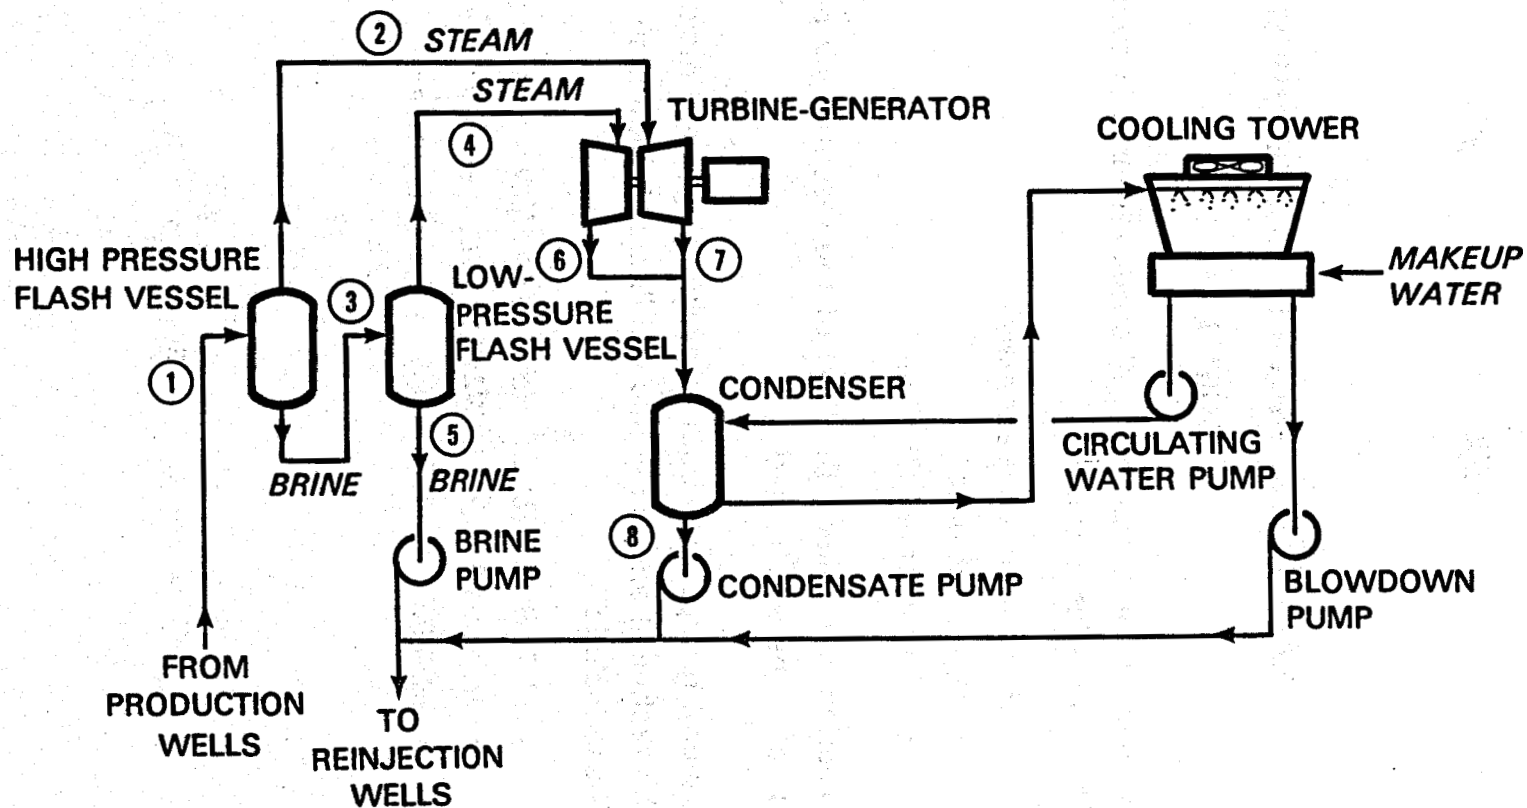 2 STEAM
STEAM
4
TURBINE-GENERATOR
COOLING TOWER
HIGH PRESSURE
FLASH VESSEL
6
7
MAKEUP
WATER
3
LOW-
PRESSURE
FLASH VESSEL
1
CONDENSER
5
BRINE
BRINE
CIRCULATING
WATER PUMP
8
BRINE
PUMP
CONDENSATE PUMP
BLOWDOWN
PUMP
FROM
PRODUCTION
WELLS
TO
REINJECTION
WELLS